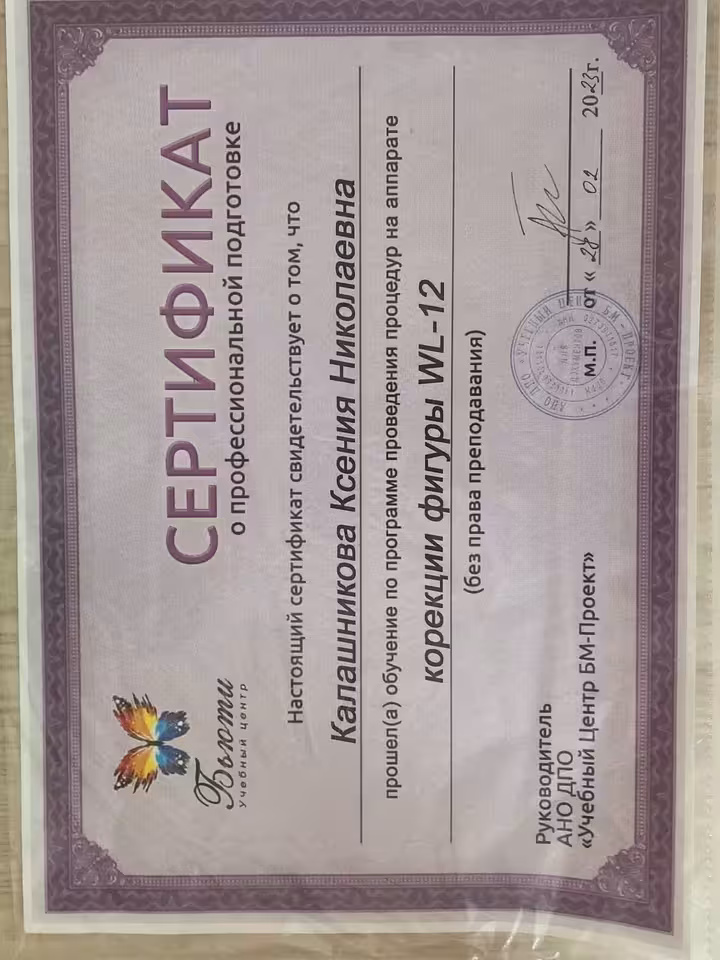 Бьюти
Учебный центр
СЕРТИФИКАТ
о профессиональной подготовке
Настоящий сертификат свидетельствует о том, что
Калашникова Ксения Николаевна
прошел(а) обучение по программе проведения процедур на аппарате
корекции фигуры WL-12
(без права преподавания)
Руководитель
АНО ДПО
«Учебный Центр БМ-Проект»
М.П.
от «28» 02 2023г.